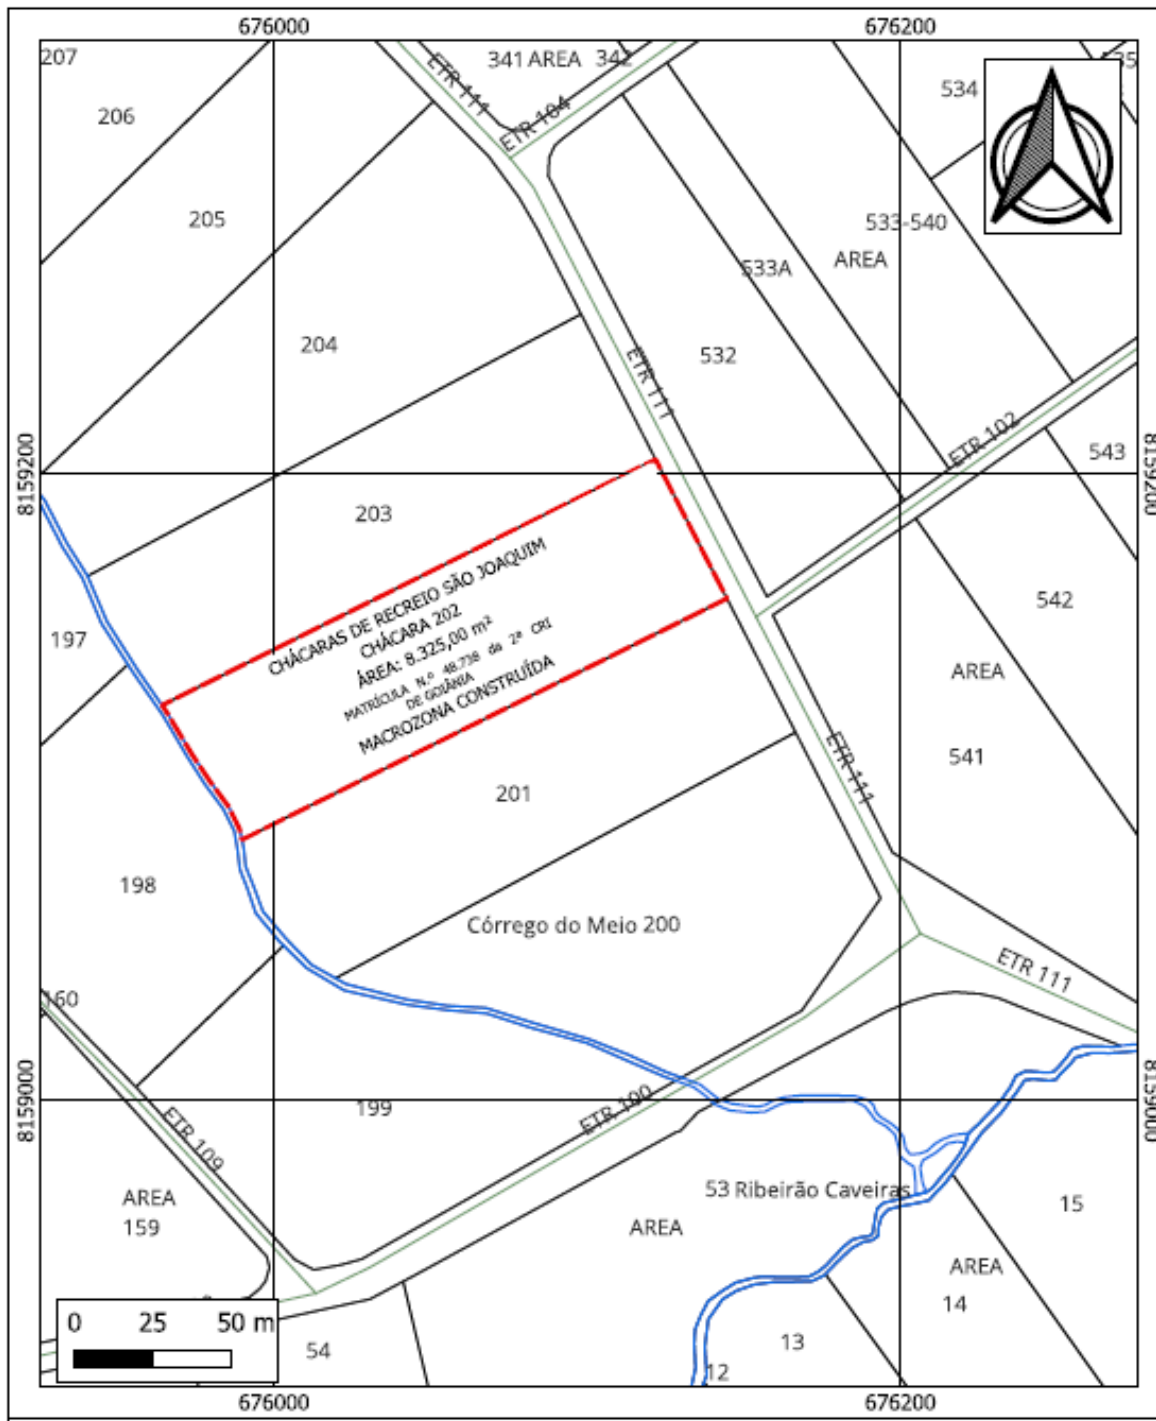 676000 676200
207
341 AREA 342
ETR 111
534
206
ETR 104
205
533-540
AREA
533A
204
532
ETR 111
ETR 102
543
8159200
8159200
203
CHÁCARAS DE RECREIO SÃO JOAQUIM
CHÁCARA 202
ÁREA: 8.325,00 m²
MATRÍCULA N.º 48.738 da 2ª CRI
DE GOIÂNIA
MACROZONA CONSTRUÍDA
542
197
AREA
541
ETR 111
201
198
Córrego do Meio 200
ETR 111
160
8159000
8159000
199
ETR 100
ETR 109
53 Ribeirão Caveiras
15
AREA
159
AREA
AREA
14
0 25 50 m
54
13
12
676000 676200